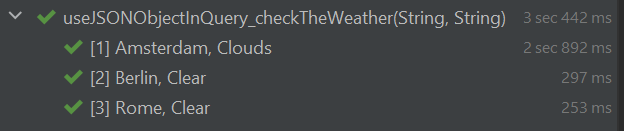 useJSONObjectInQuery_checkTheWeather(String, String) 3 sec 442 ms
[1] Amsterdam, Clouds 2 sec 892 ms
[2] Berlin, Clear 297 ms
[3] Rome, Clear 253 ms